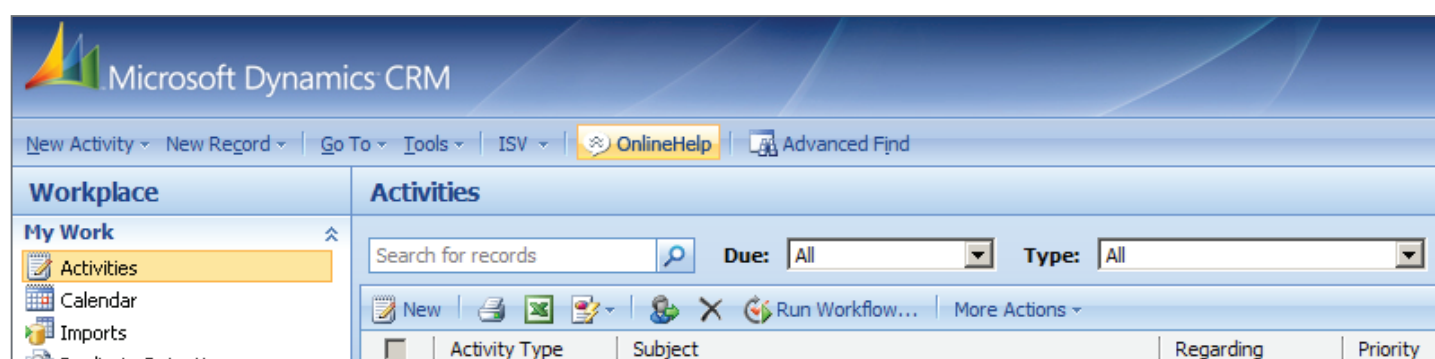 Microsoft Dynamics CRM
New Activity New Record Go To Tools ISV OnlineHelp Advanced Find
Workplace
Activities
My Work
Activities
Calendar
Imports
Search for records Due: All Type: All
New Run Workflow... More Actions
Activity Type Subject Regarding Priority